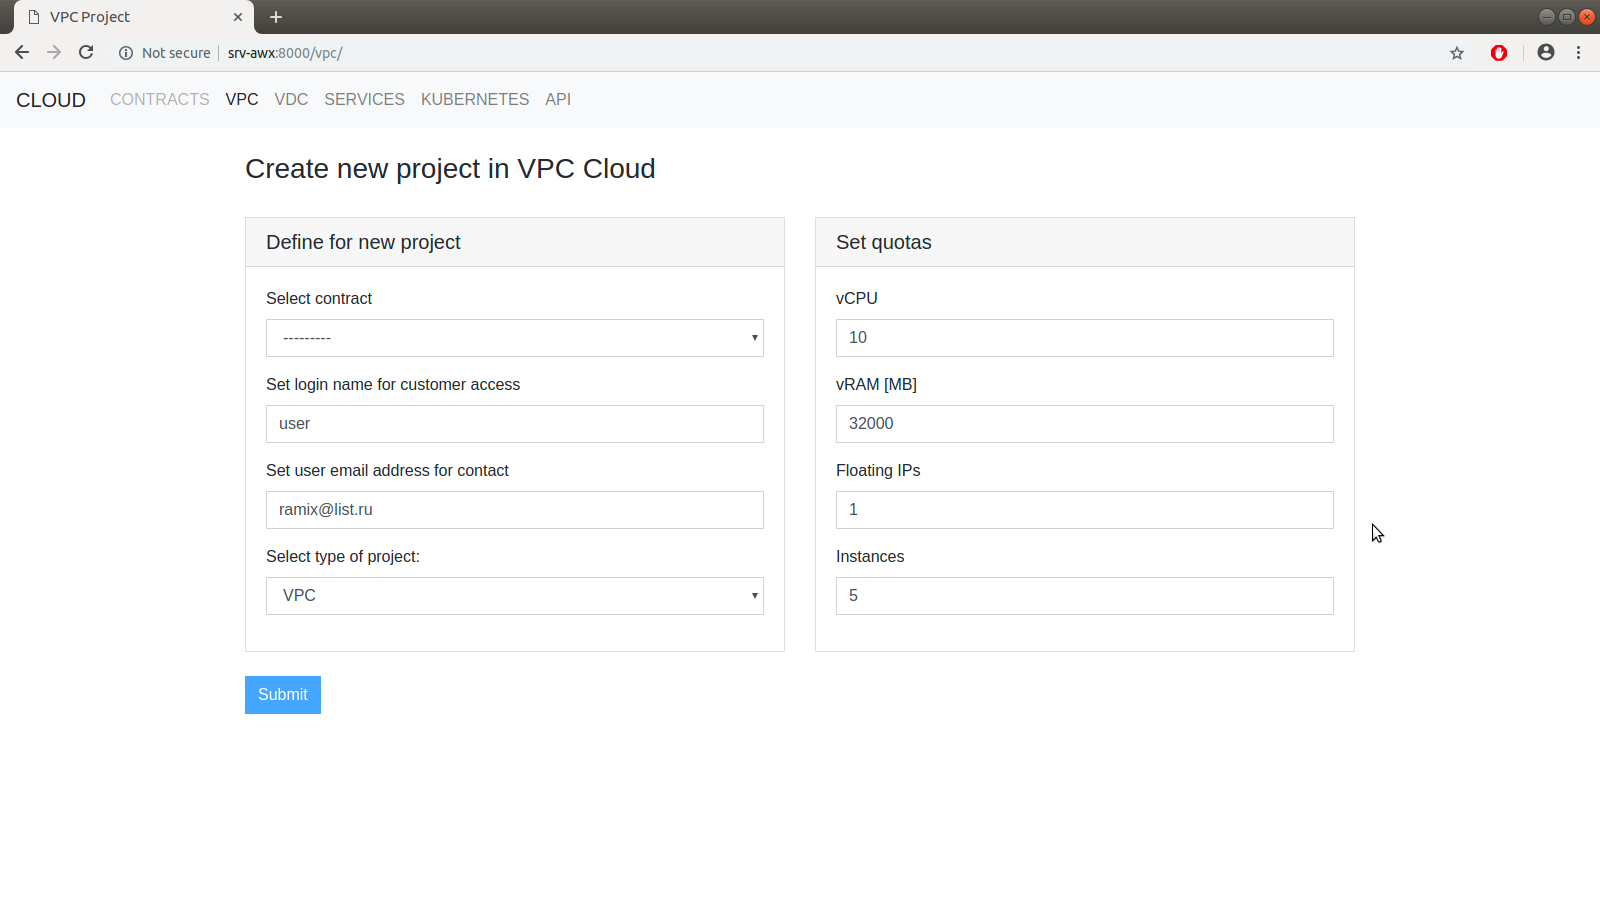 VPC Project
Not secure srv-awx:8000/vpc/
CLOUD CONTRACTS VPC VDC SERVICES KUBERNETES API
Create new project in VPC Cloud
Define for new project
Select contract
---------
Set login name for customer access
user
Set user email address for contact
ramix@list.ru
Select type of project:
VPC
Set quotas
vCPU
10
vRAM [MB]
32000
Floating IPs
1
Instances
5
Submit